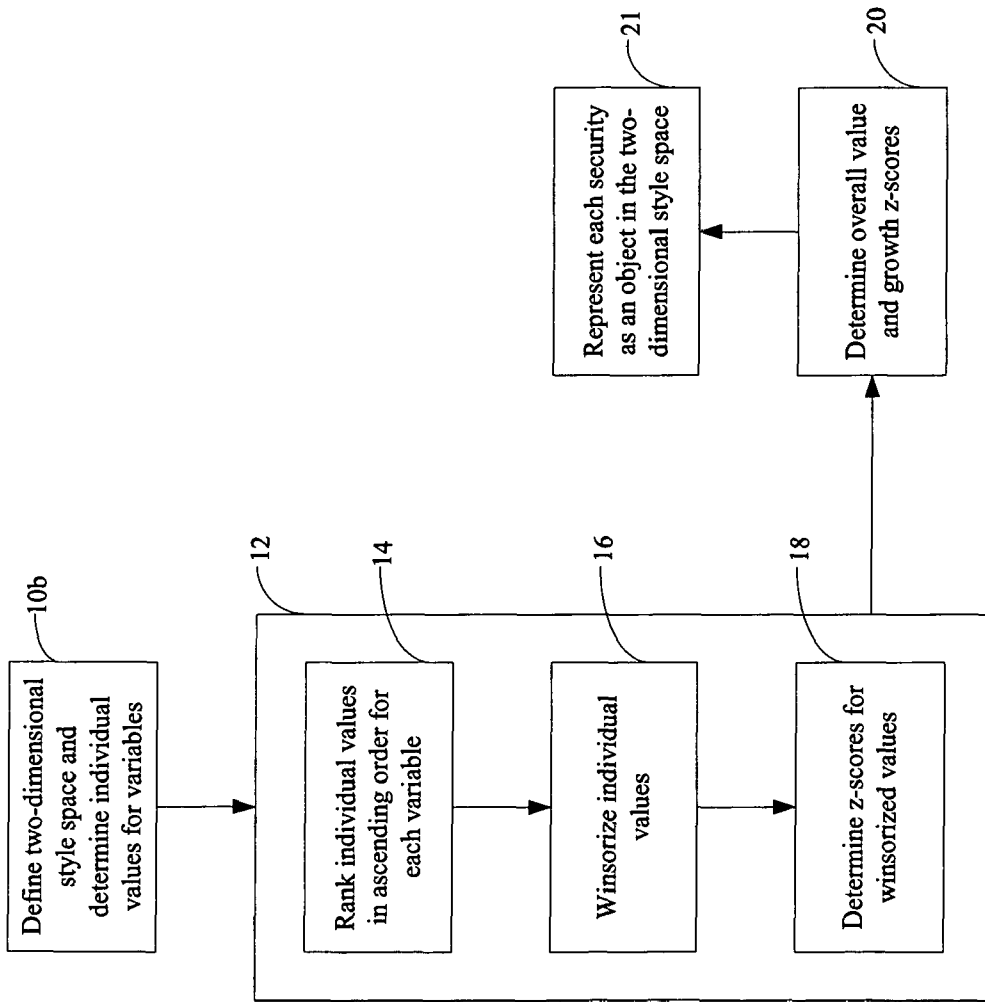 10b
Define two-dimensional
style space and
determine individual
values for variables
12
14
Rank individual values
in ascending order for
each variable
16
Winsorize individual
values
18
Determine z-scores for
winsorized values
20
Determine overall value
and growth z-scores
21
Represent each security
as an object in the two-
dimensional style space